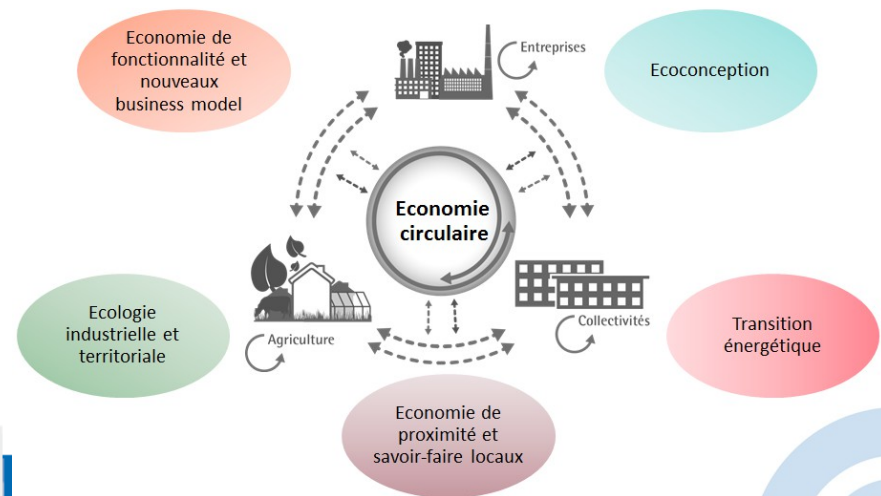 Economie de
fonctionnalité et
nouveaux
business model
Entreprises
Ecoconception
Economie
circulaire
Ecologie
industrielle et
territoriale
Agriculture
Collectivités
Transition
énergétique
Economie de
proximité et
savoir-faire locaux